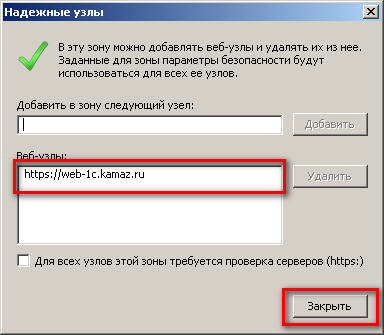 Надежные узлы
В эту зону можно добавлять веб-узлы и удалять их из нее.
Заданные для зоны параметры безопасности будут
использоваться для всех ее узлов.
Добавить в зону следующий узел:
Добавить
Веб-узлы:
https://web-1c.kamaz.ru
Удалить
Для всех узлов этой зоны требуется проверка серверов (https:)
Закрыть